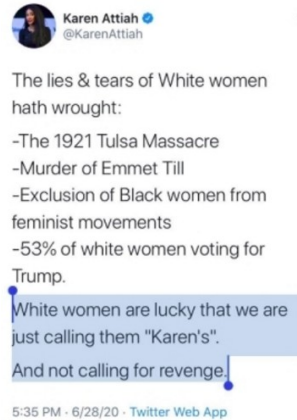 Karen Attiah
@KarenAttiah
The lies & tears of White women
hath wrought:
-The 1921 Tulsa Massacre
-Murder of Emmet Till
-Exclusion of Black women from
feminist movements
-53% of white women voting for
Trump.
White women are lucky that we are
just calling them "Karen's".
And not calling for revenge.
5:35 PM · 6/28/20 · Twitter Web App